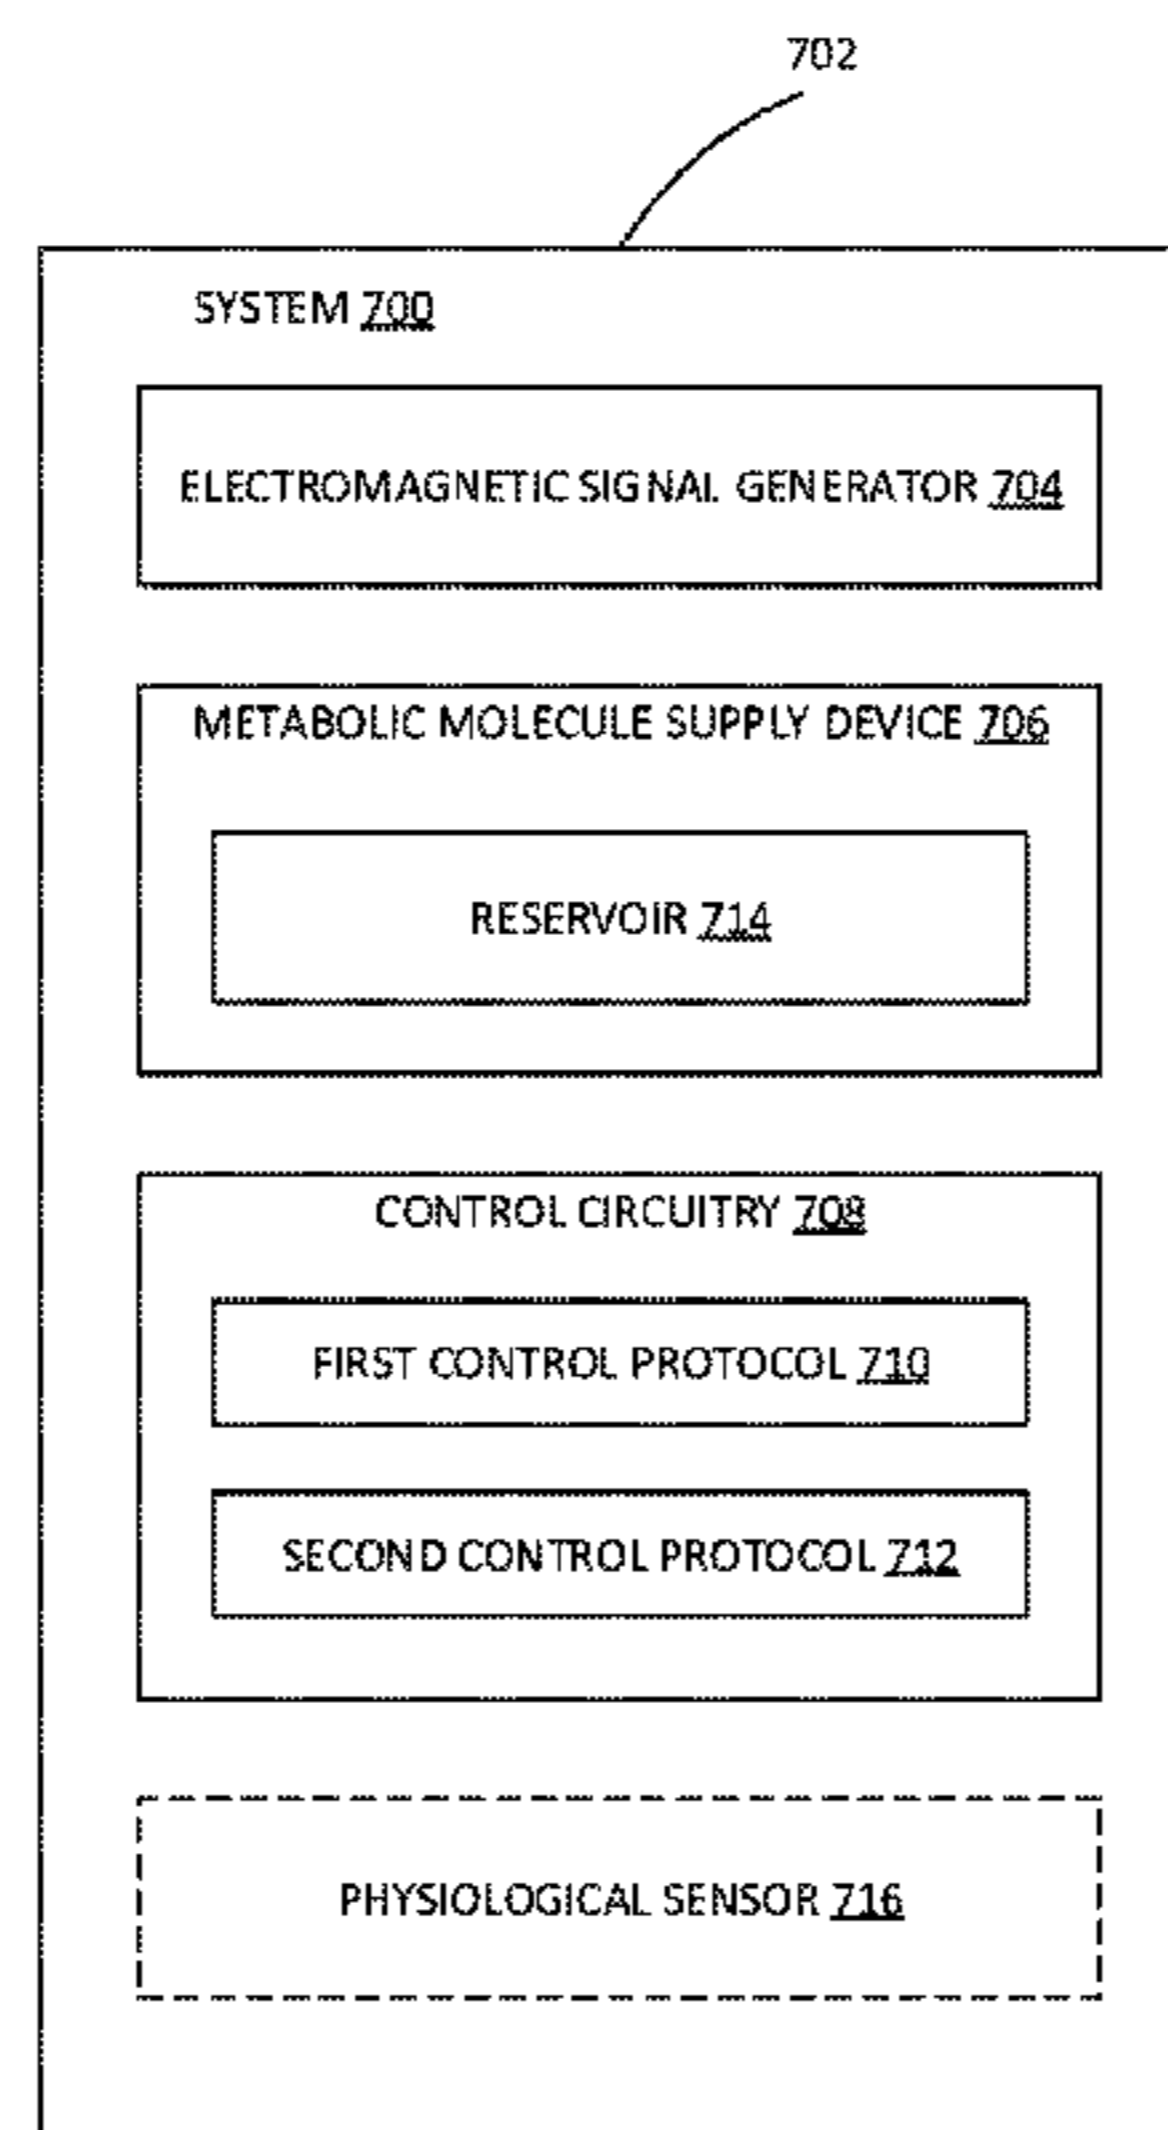 702
SYSTEM 700
ELECTROMAGNETIC SIGNAL GENERATOR 704
METABOLIC MOLECULE SUPPLY DEVICE 706
RESERVOIR 714
CONTROL CIRCUITRY 708
FIRST CONTROL PROTOCOL 710
SECOND CONTROL PROTOCOL 712
PHYSIOLOGICAL SENSOR 716